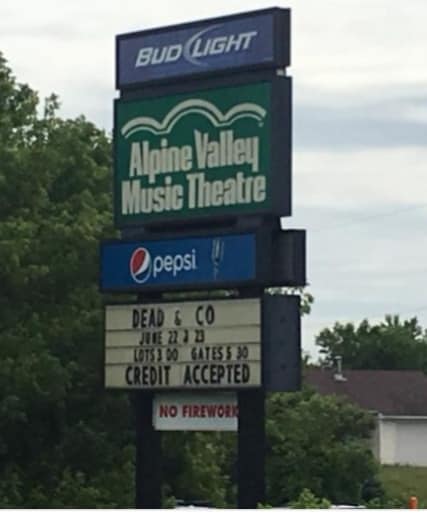 BUD LIGHT
Alpine Valley
Music Theatre
pepsi
DEAD & CO
JUNE 22 & 23
LOTS 3 00 GATES 5 30
CREDIT ACCEPTED
NO FIREWORK